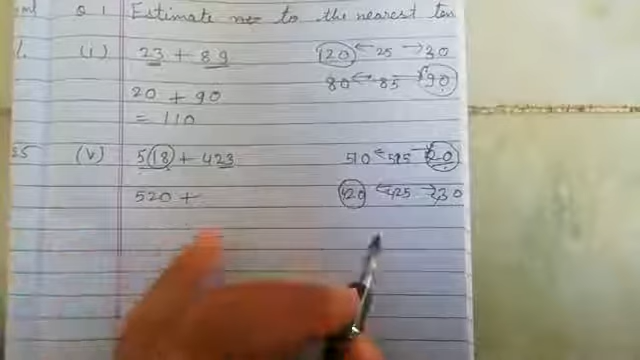 Q 1 Estimate to the nearest ten
(i) 23 + 89 20 ← 25 → 30
80 ← 85 → 90
20 + 90
= 110
(v) 518 + 423 510 ← 515 → 520
520 + 420 ← 425 → 430